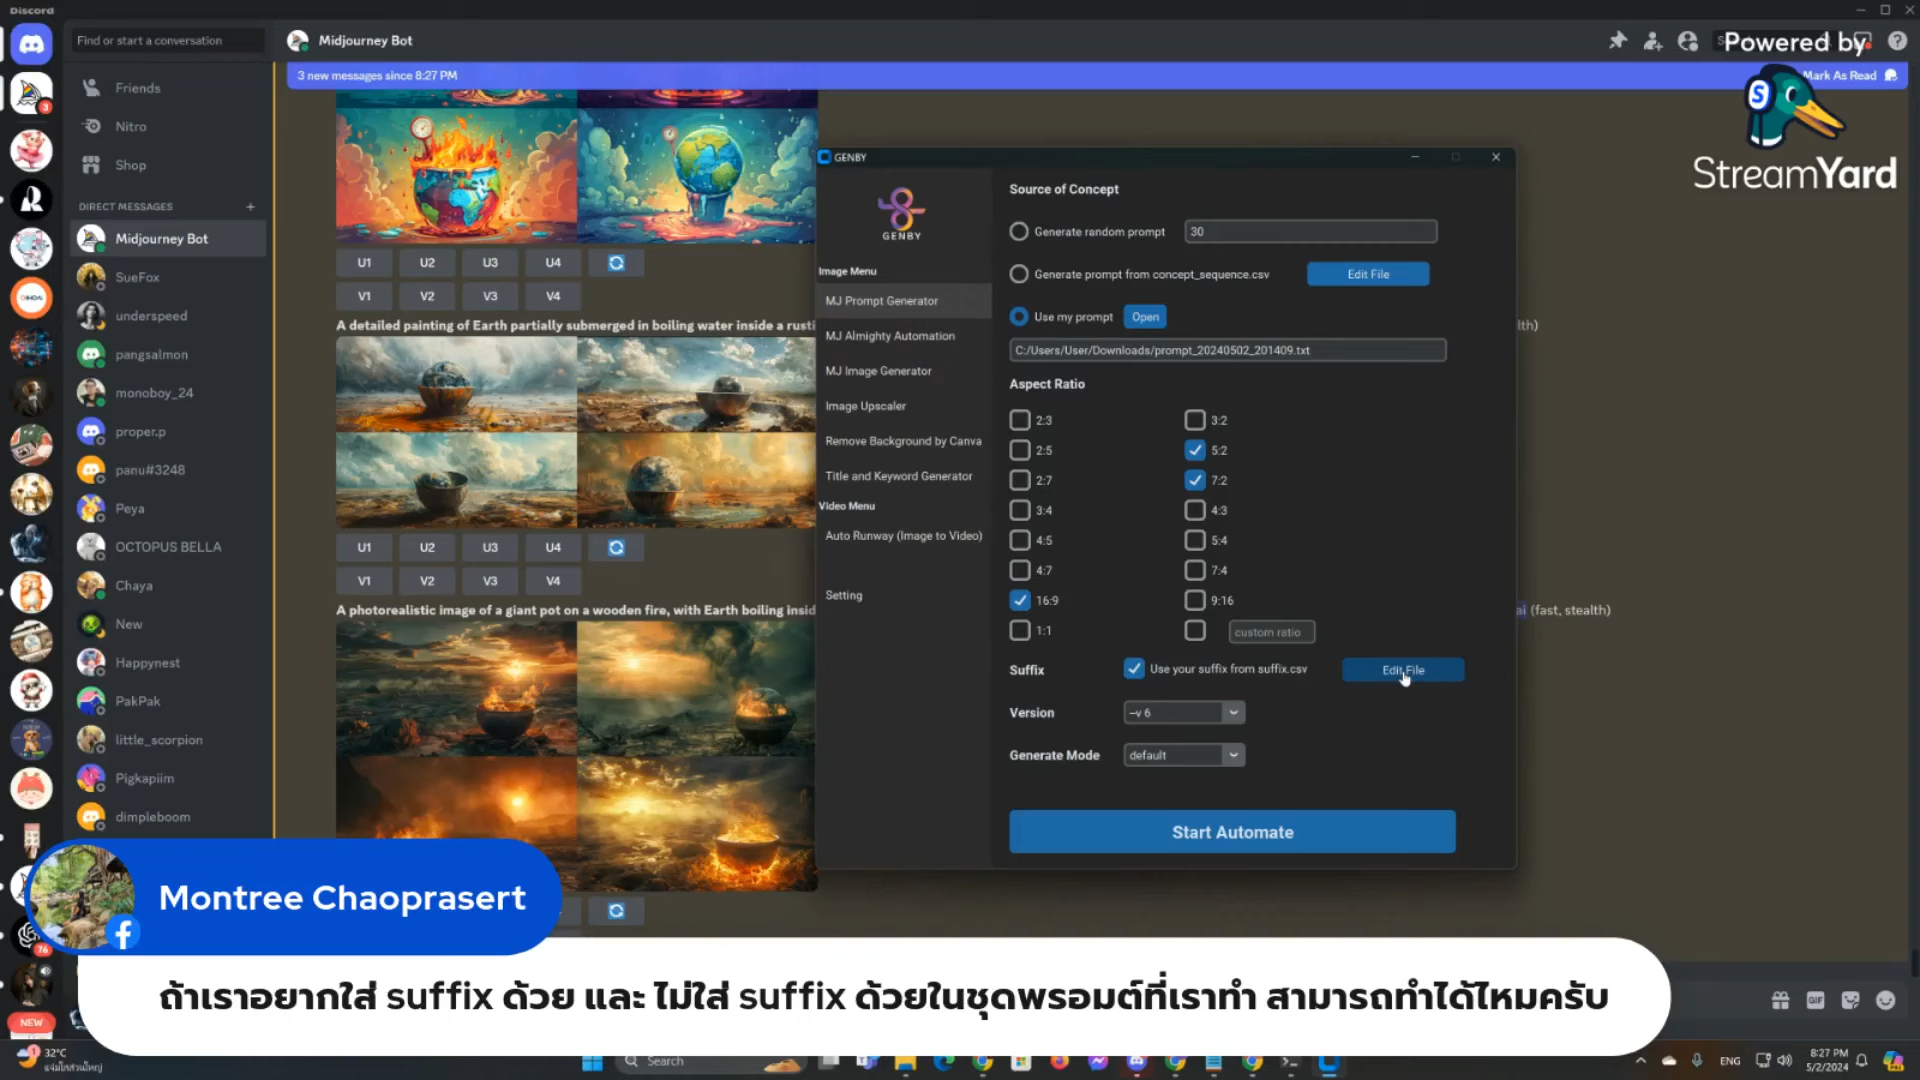 Discord
Find or start a conversation
Midjourney Bot
Powered by
3 new messages since 8:27 PM
Mark As Read
StreamYard
Friends
Nitro
Shop
DIRECT MESSAGES
Midjourney Bot
SueFox
underspeed
pangsalmon
monoboy_24
proper.p
panu#3248
Peya
OCTOPUS BELLA
Chaya
New
Happynest
PakPak
little_scorpion
Pigkapiim
dimpleboom
NEW
U1 U2 U3 U4
V1 V2 V3 V4
A detailed painting of Earth partially submerged in boiling water inside a rusti
lth)
U1 U2 U3 U4
V1 V2 V3 V4
A photorealistic image of a giant pot on a wooden fire, with Earth boiling insid
ai (fast, stealth)
GENBY
GENBY
Image Menu
MJ Prompt Generator
MJ Almighty Automation
MJ Image Generator
Image Upscaler
Remove Background by Canva
Title and Keyword Generator
Video Menu
Auto Runway (Image to Video)
Setting
Source of Concept
Generate random prompt 30
Generate prompt from concept_sequence.csv Edit File
Use my prompt Open
C:/Users/User/Downloads/prompt_20240502_201409.txt
Aspect Ratio
2:3 3:2
2:5 5:2
2:7 7:2
3:4 4:3
4:5 5:4
4:7 7:4
16:9 9:16
1:1 custom ratio
Suffix Use your suffix from suffix.csv Edit File
Version --v 6
Generate Mode default
Start Automate
Montree Chaoprasert
ถ้าเราอยากใส่ suffix ด้วย และ ไม่ใส่ suffix ด้วยในชุดพรอมต์ที่เราทำ สามารถทำได้ไหมครับ
GIF
32°C
Search
ENG
8:27 PM
5/2/2024